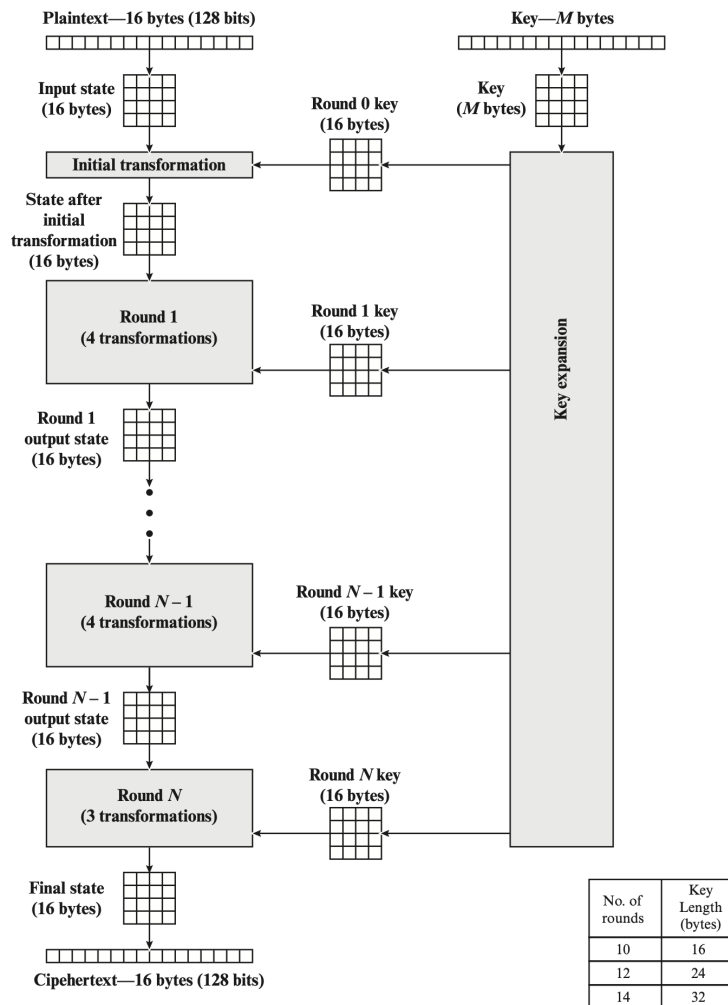 Plaintext—16 bytes (128 bits)
Key—M bytes
Input state
(16 bytes)
Key
(M bytes)
Round 0 key
(16 bytes)
Initial transformation
State after
initial
transformation
(16 bytes)
Round 1
(4 transformations)
Round 1 key
(16 bytes)
Key expansion
Round 1
output state
(16 bytes)
Round N – 1
(4 transformations)
Round N – 1 key
(16 bytes)
Round N – 1
output state
(16 bytes)
Round N
(3 transformations)
Round N key
(16 bytes)
Final state
(16 bytes)
Cipehertext—16 bytes (128 bits)
No. of
rounds
Key
Length
(bytes)
10 16
12 24
14 32